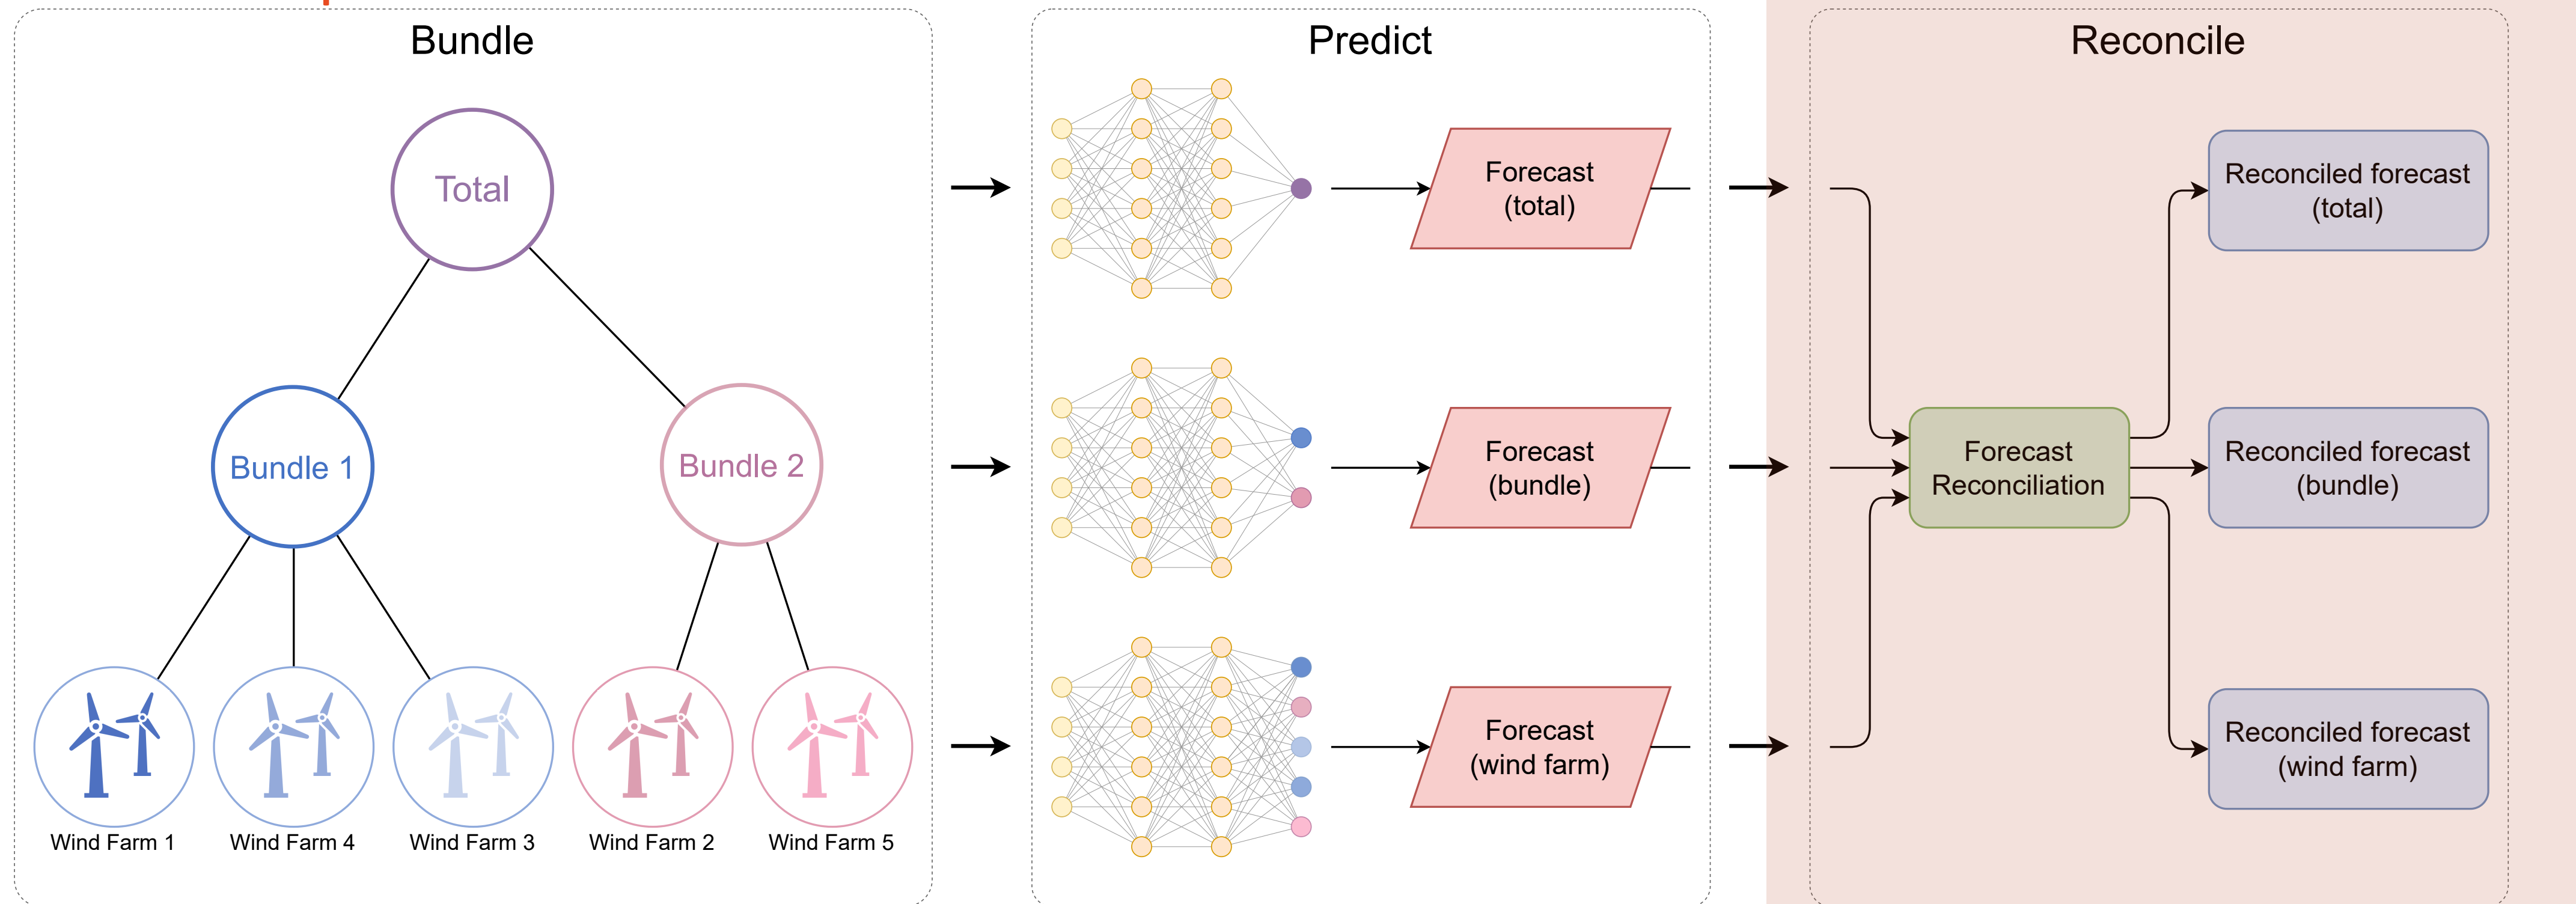 Bundle
Total
Bundle 1
Bundle 2
Wind Farm 1
Wind Farm 4
Wind Farm 3
Wind Farm 2
Wind Farm 5
Predict
Forecast
(total)
Forecast
(bundle)
Forecast
(wind farm)
Reconcile
Forecast
Reconciliation
Reconciled forecast
(total)
Reconciled forecast
(bundle)
Reconciled forecast
(wind farm)